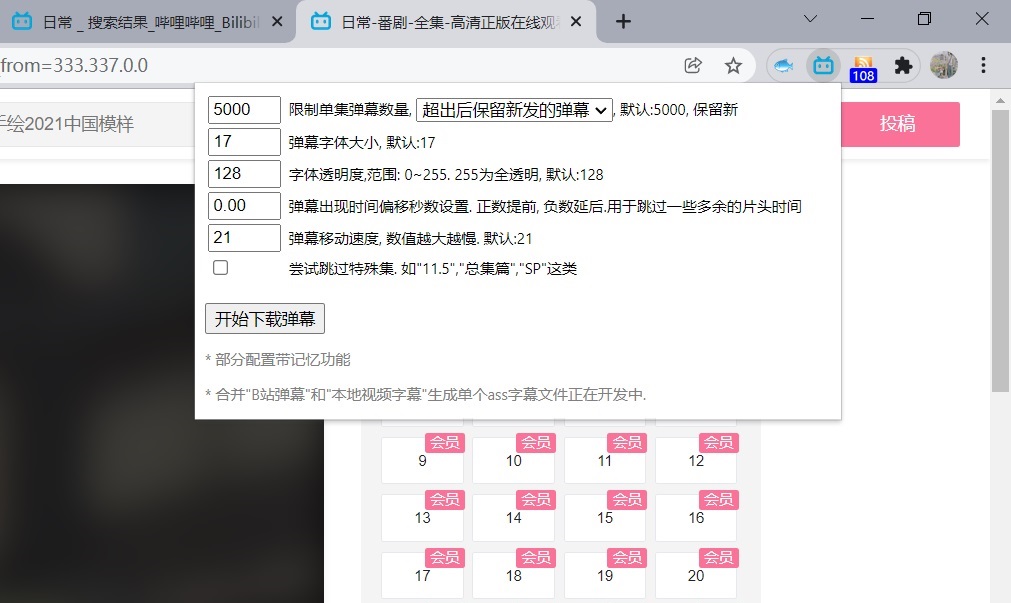 日常 _ 搜索结果_哔哩哔哩_Bilibil
日常-番剧-全集-高清正版在线观
from=333.337.0.0
108
手绘2021中国模样
投稿
5000 限制单集弹幕数量, 超出后保留新发的弹幕 , 默认:5000, 保留新
17 弹幕字体大小, 默认:17
128 字体透明度,范围: 0~255. 255为全透明, 默认:128
0.00 弹幕出现时间偏移秒数设置. 正数提前, 负数延后.用于跳过一些多余的片头时间
21 弹幕移动速度, 数值越大越慢. 默认:21
尝试跳过特殊集. 如"11.5","总集篇","SP"这类
开始下载弹幕
* 部分配置带记忆功能
* 合并"B站弹幕"和"本地视频字幕"生成单个ass字幕文件正在开发中.
会员 会员 会员 会员
9 10 11 12
会员 会员 会员 会员
13 14 15 16
会员 会员 会员 会员
17 18 19 20